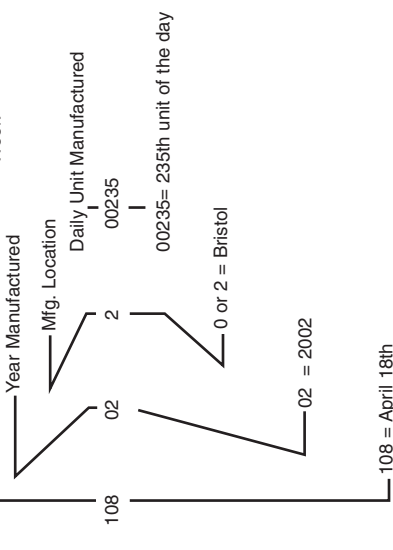 Year Manufactured
Mfg. Location
Daily Unit Manufactured
108 02 2 00235
00235= 235th unit of the day
0 or 2 = Bristol
02 = 2002
108 = April 18th